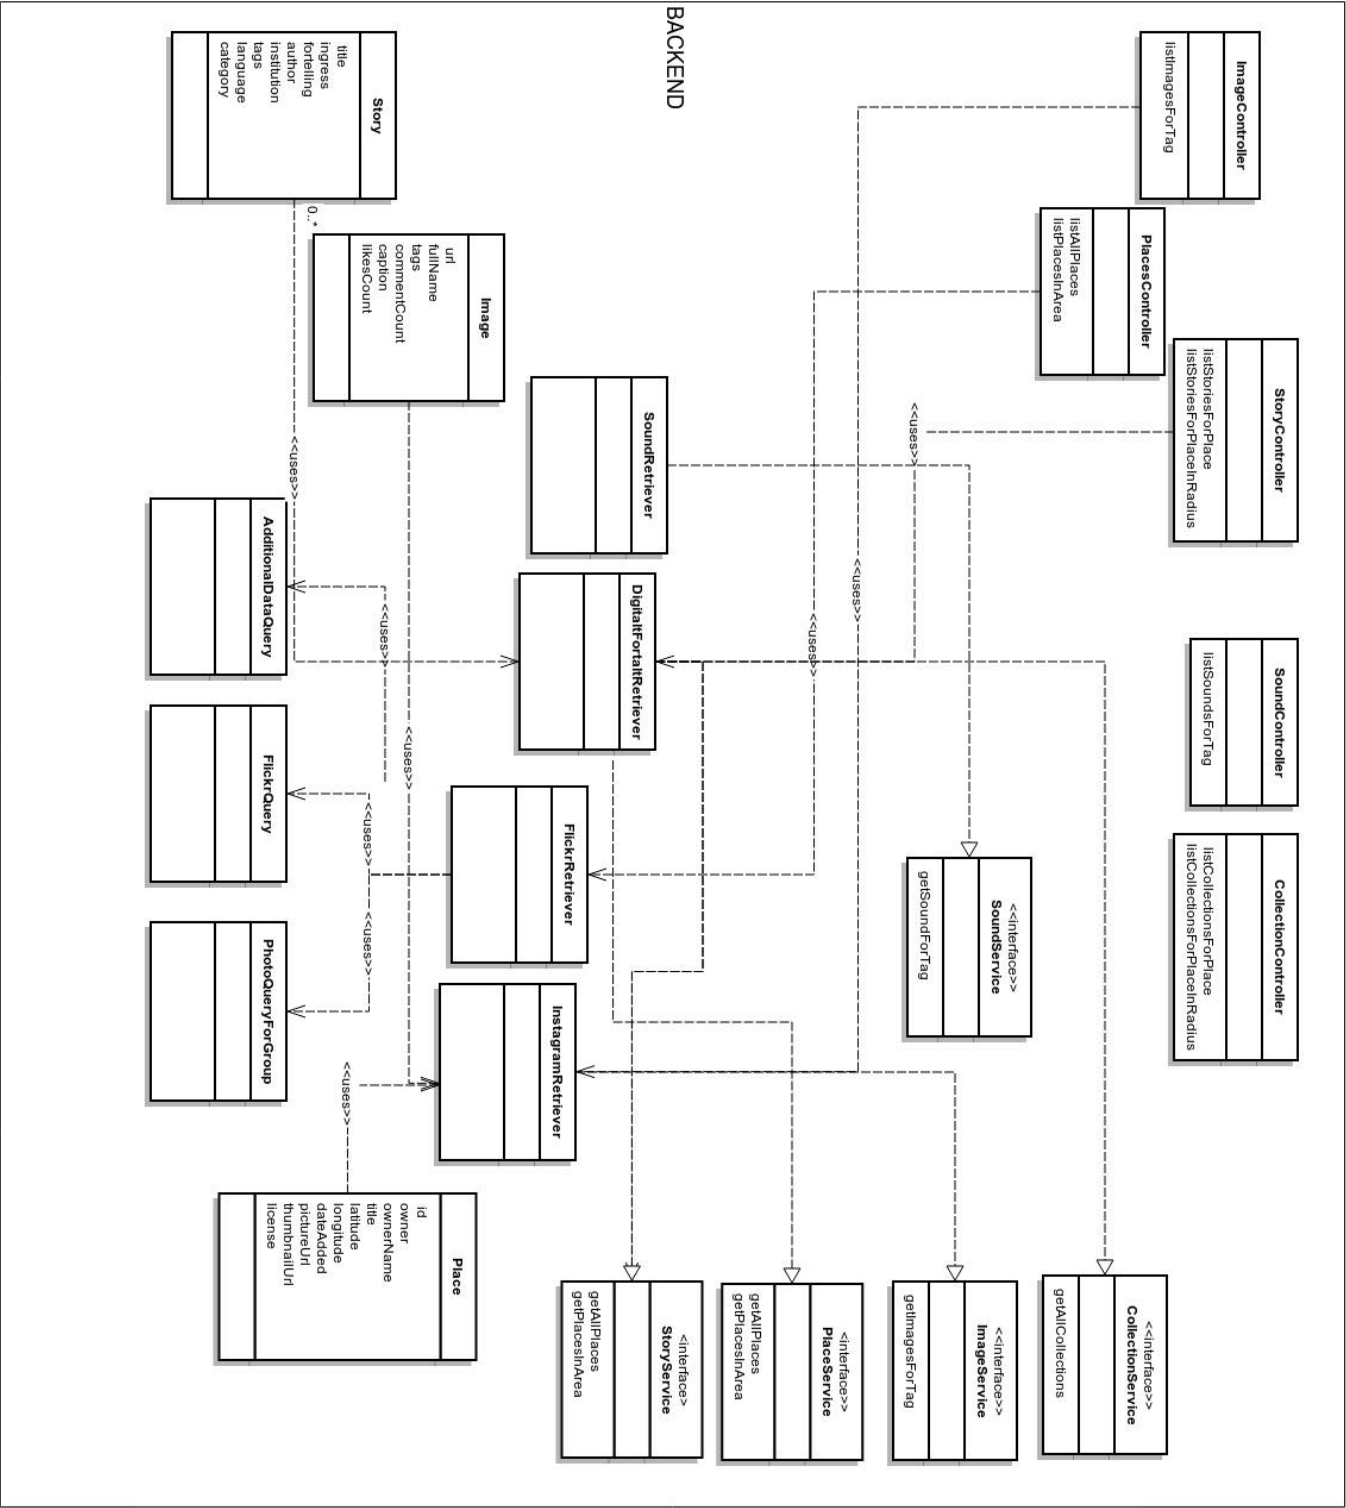 BACKEND
ImageController
listImagesForTag
PlacesController
listAllPlaces
listPlacesInArea
StoryController
listStoriesForPlace
listStoriesForPlaceInRadius
SoundController
listSoundsForTag
CollectionController
listCollectionsForPlace
listCollectionsForPlaceInRadius
Story
title
ingress
fortelling
author
institution
tags
language
category
0..*
Image
url
fullName
tags
commentCount
caption
likesCount
SoundRetriever
DigitaltFortaltRetriever
FlickrRetriever
InstagramRetriever
<<interface>>
SoundService
getSoundForTag
<<uses>>
<<uses>>
<<uses>>
<<uses>>
<<uses>>
<<uses>>
<<uses>>
<<uses>>
<<uses>>
AdditionalDataQuery
FlickrQuery
PhotoQueryForGroup
Place
id
owner
ownerName
title
latitude
longitude
dateAdded
pictureUrl
thumbnailUrl
license
<<interface>>
CollectionService
getAllCollections
<<interface>>
ImageService
getImagesForTag
<interface>>
PlaceService
getAllPlaces
getPlacesInArea
<interface>
StoryService
getAllPlaces
getPlacesInArea